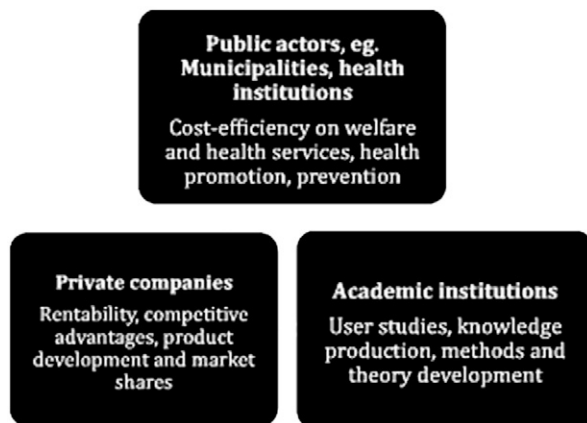 Public actors, eg.
Municipalities, health
institutions
Cost-efficiency on welfare
and health services, health
promotion, prevention
Private companies
Rentability, competitive
advantages, product
development and market
shares
Academic institutions
User studies, knowledge
production, methods and
theory development